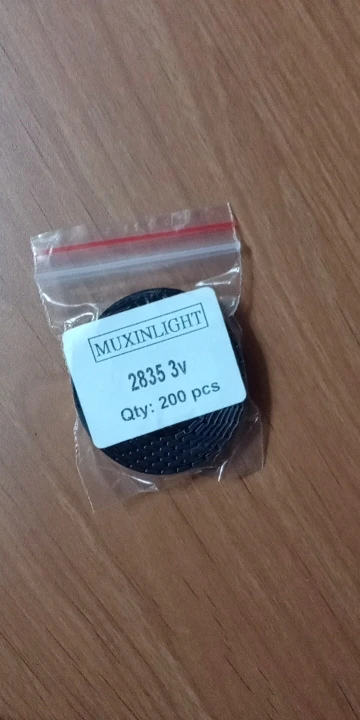 MUXINLIGHT
2835 3v
Qty: 200 pcs